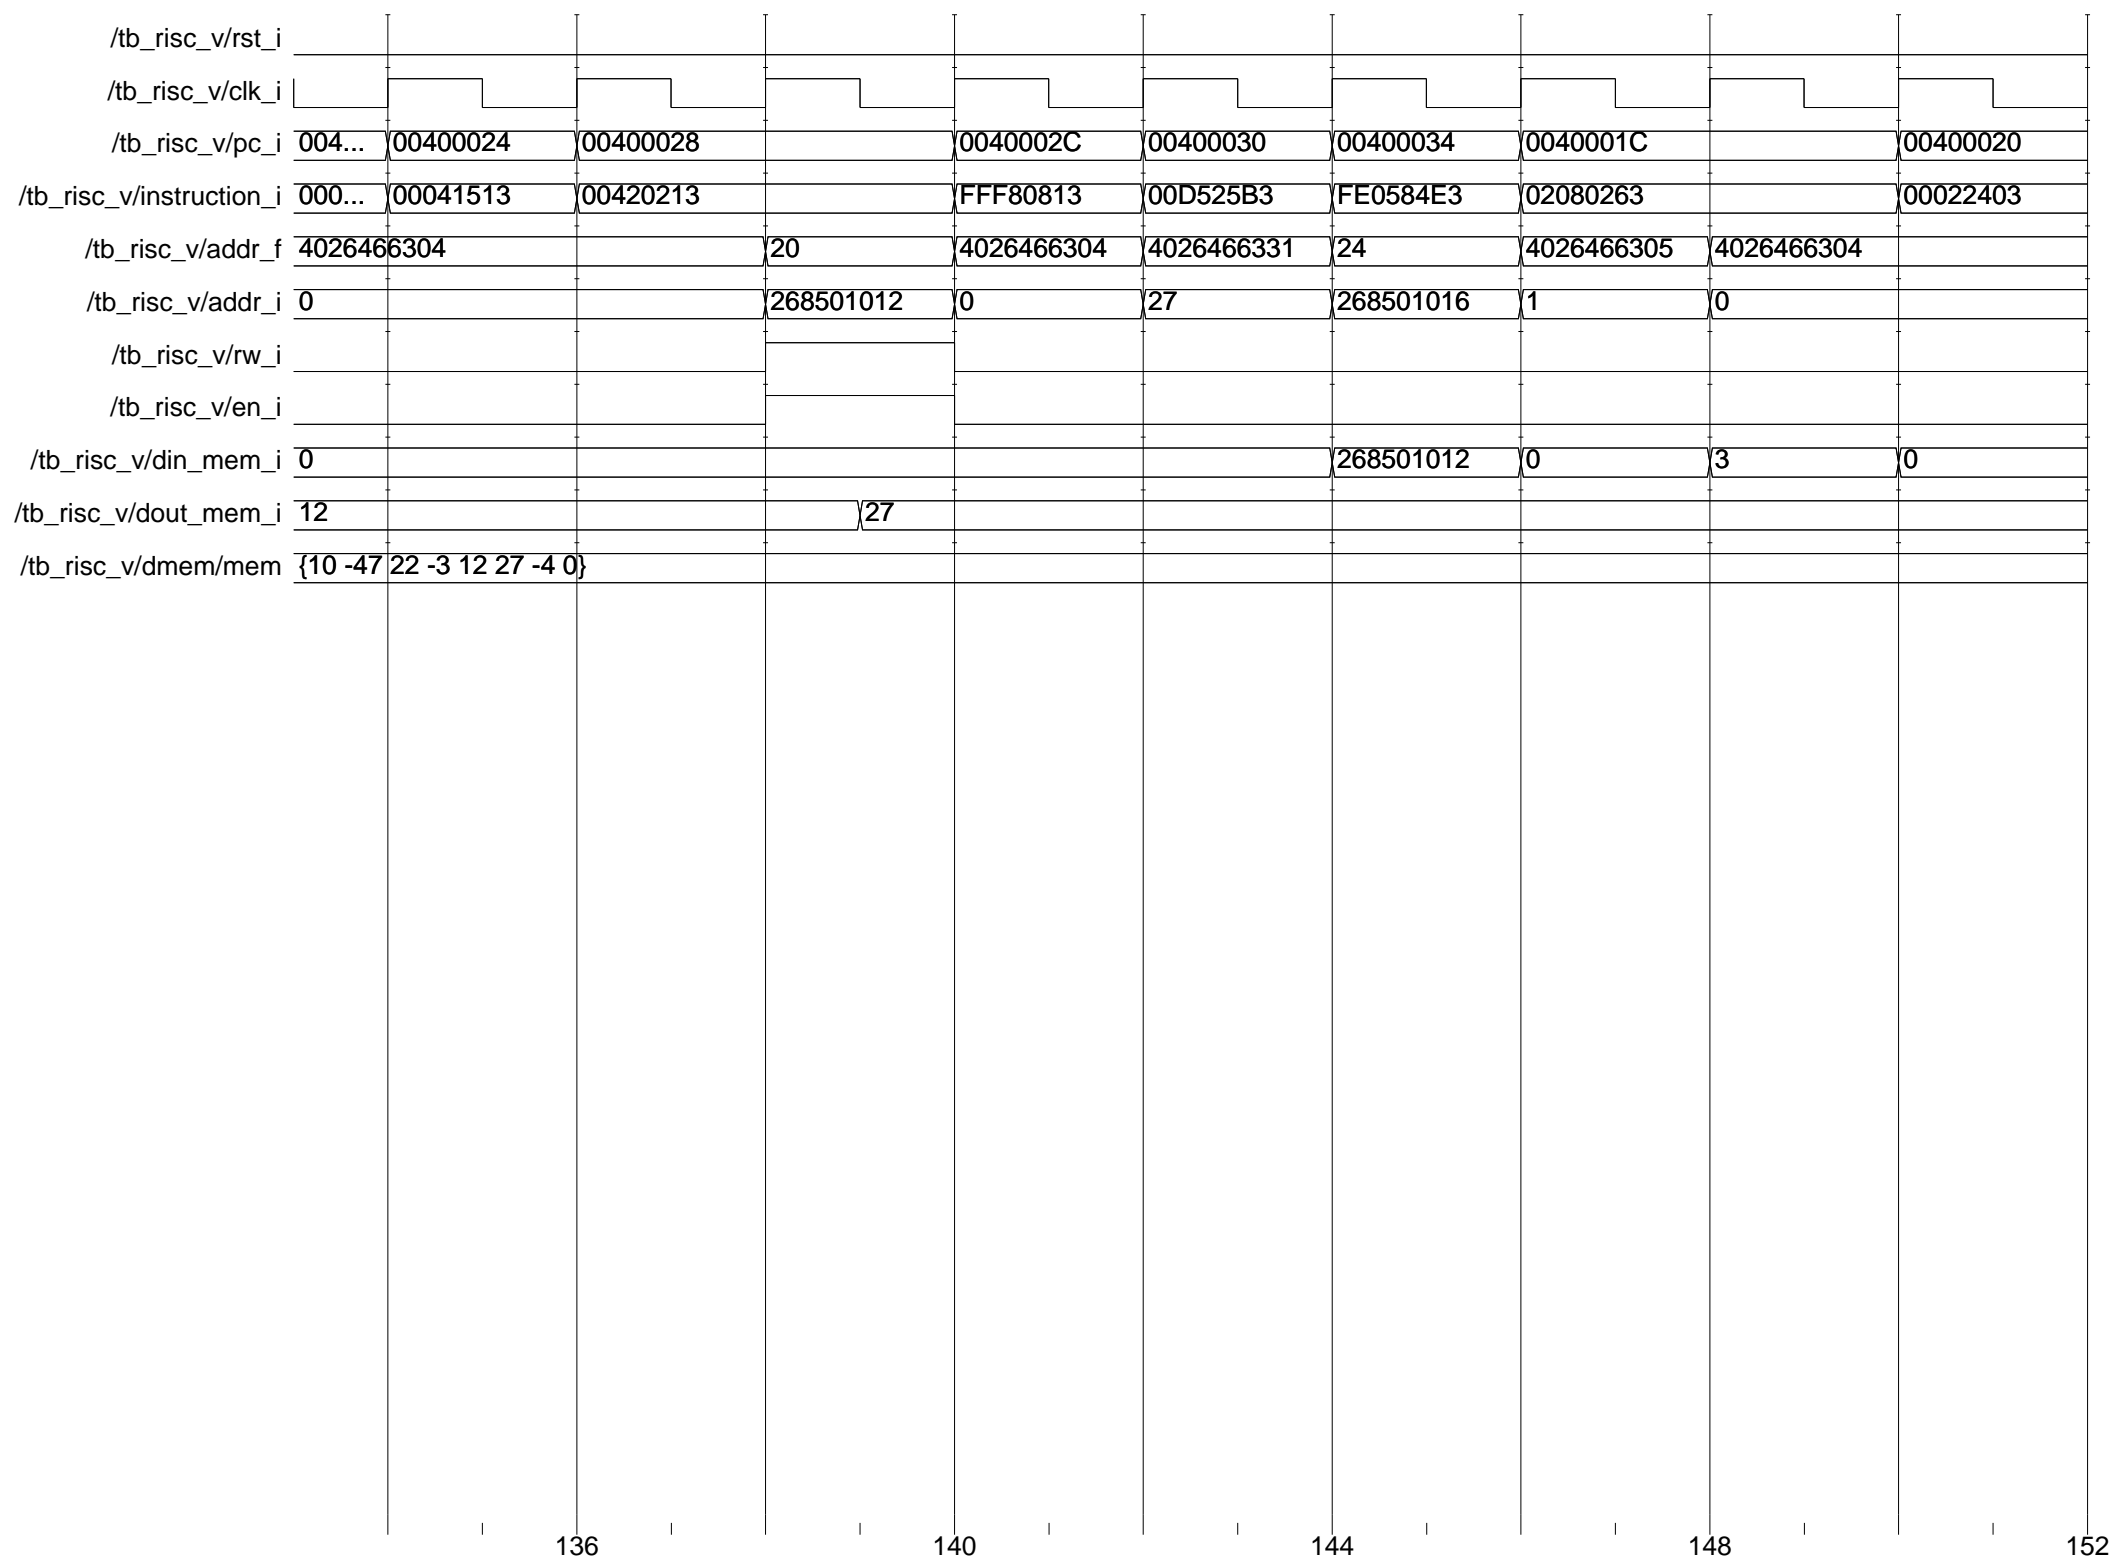 /tb_risc_v/rst_i
/tb_risc_v/clk_i
/tb_risc_v/pc_i 004... 00400024 00400028 0040002C 00400030 00400034 0040001C 00400020
/tb_risc_v/instruction_i 000... 00041513 00420213 FFF80813 00D525B3 FE0584E3 02080263 00022403
/tb_risc_v/addr_f 4026466304 20 4026466304 4026466331 24 4026466305 4026466304
/tb_risc_v/addr_i 0 268501012 0 27 268501016 1 0
/tb_risc_v/rw_i
/tb_risc_v/en_i
/tb_risc_v/din_mem_i 0 268501012 0 3 0
/tb_risc_v/dout_mem_i 12 27
/tb_risc_v/dmem/mem {10 -47 22 -3 12 27 -4 0}
136 140 144 148 152